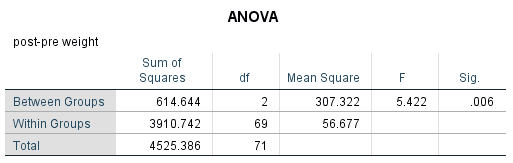 ANOVA
post-pre weight
Sum of
Squares df Mean Square F Sig.
Between Groups 614.644 2 307.322 5.422 .006
Within Groups 3910.742 69 56.677
Total 4525.386 71